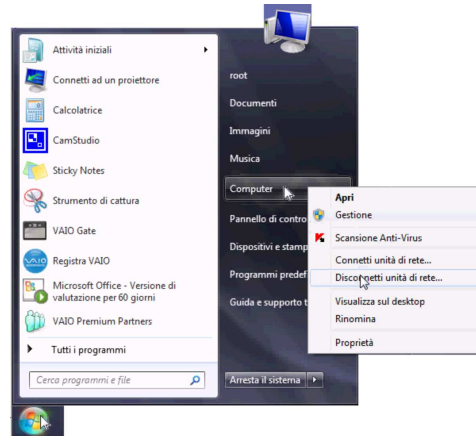 Attività iniziali
Connetti ad un proiettore
Calcolatrice
CamStudio
Sticky Notes
Strumento di cattura
VAIO Gate
Registra VAIO
Microsoft Office - Versione di
valutazione per 60 giorni
VAIO Premium Partners
Tutti i programmi
Cerca programmi e file
root
Documenti
Immagini
Musica
Computer
Pannello di contro
Dispositivi e stamp
Programmi predef
Guida e supporto t
Arresta il sistema
Apri
Gestione
Scansione Anti-Virus
Connetti unità di rete...
Disconnetti unità di rete...
Visualizza sul desktop
Rinomina
Proprietà